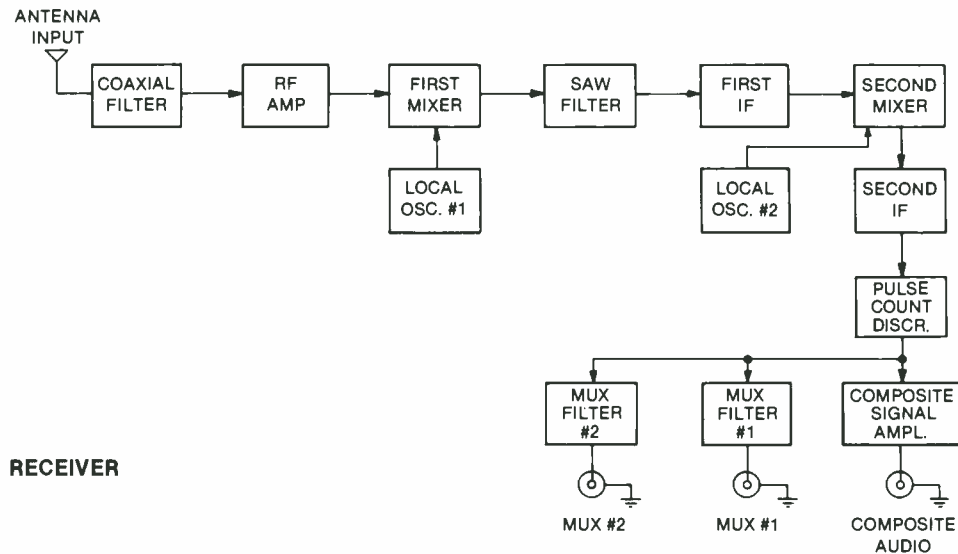 ANTENNA
INPUT
COAXIAL
FILTER
RF
AMP
FIRST
MIXER
SAW
FILTER
FIRST
IF
SECOND
MIXER
LOCAL
OSC. #1
LOCAL
OSC. #2
SECOND
IF
PULSE
COUNT
DISCR.
MUX
FILTER
#2
MUX
FILTER
#1
COMPOSITE
SIGNAL
AMPL.
RECEIVER
MUX #2
MUX #1
COMPOSITE
AUDIO